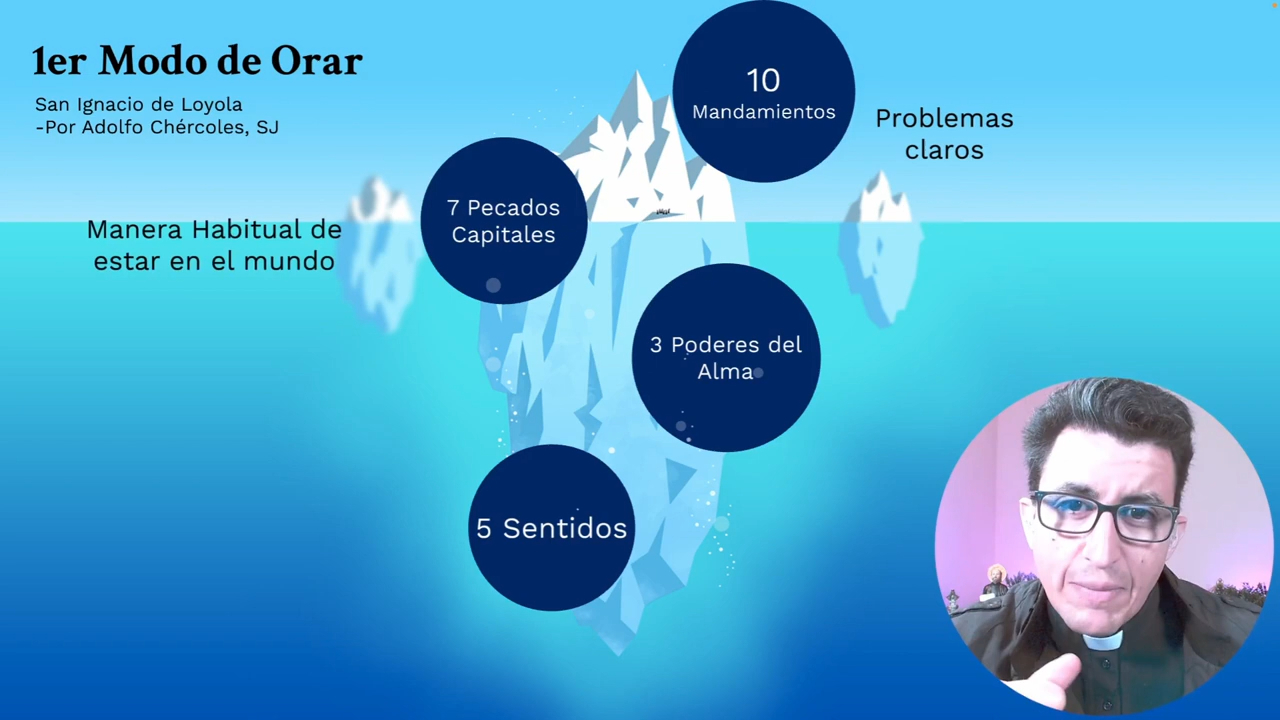 1er Modo de Orar
San Ignacio de Loyola
-Por Adolfo Chércoles, SJ
10
Mandamientos
Problemas
claros
7 Pecados
Capitales
Manera Habitual de
estar en el mundo
3 Poderes del
Alma
5 Sentidos